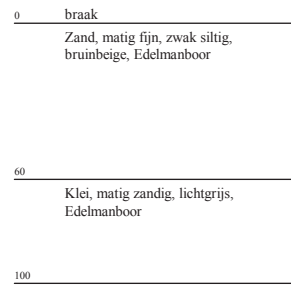 0 braak
Zand, matig fijn, zwak siltig,
bruinbeige, Edelmanboor
60
Klei, matig zandig, lichtgrijs,
Edelmanboor
100